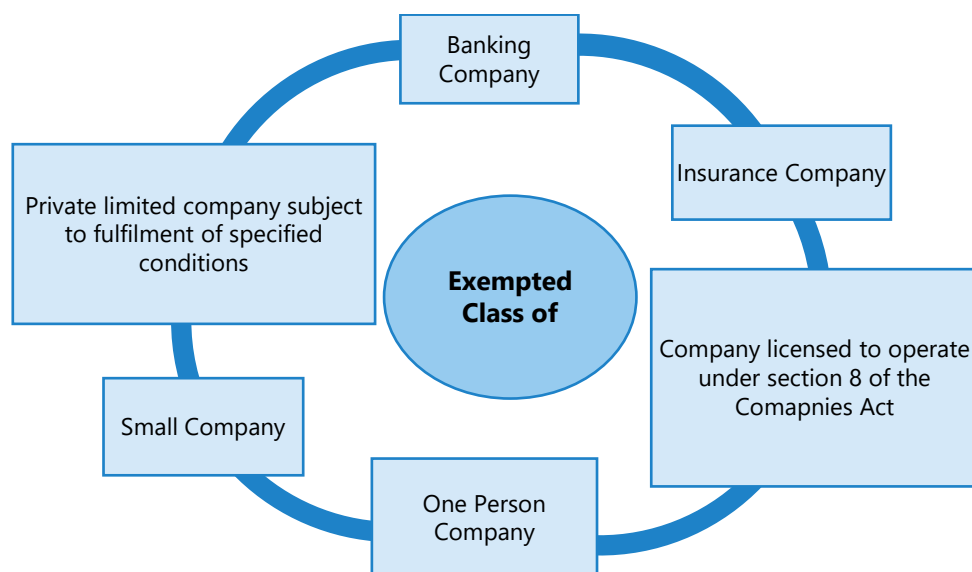 Banking
Company
Insurance Company
Company licensed to operate
under section 8 of the
Comapnies Act
One Person
Company
Small Company
Private limited company subject
to fulfilment of specified
conditions
Exempted
Class of